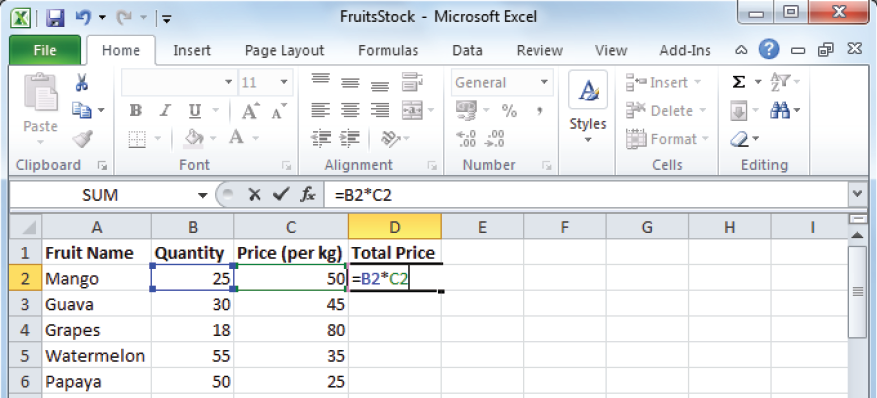 FruitsStock - Microsoft Excel
File Home Insert Page Layout Formulas Data Review View Add-Ins
11 General Insert
B I U A A % , Styles Delete
Paste A .00 .00 Format
Clipboard Font Alignment Number Cells Editing
SUM fx =B2*C2
A B C D E F G H I
1 Fruit Name Quantity Price (per kg) Total Price
2 Mango 25 50 =B2*C2
3 Guava 30 45
4 Grapes 18 80
5 Watermelon 55 35
6 Papaya 50 25